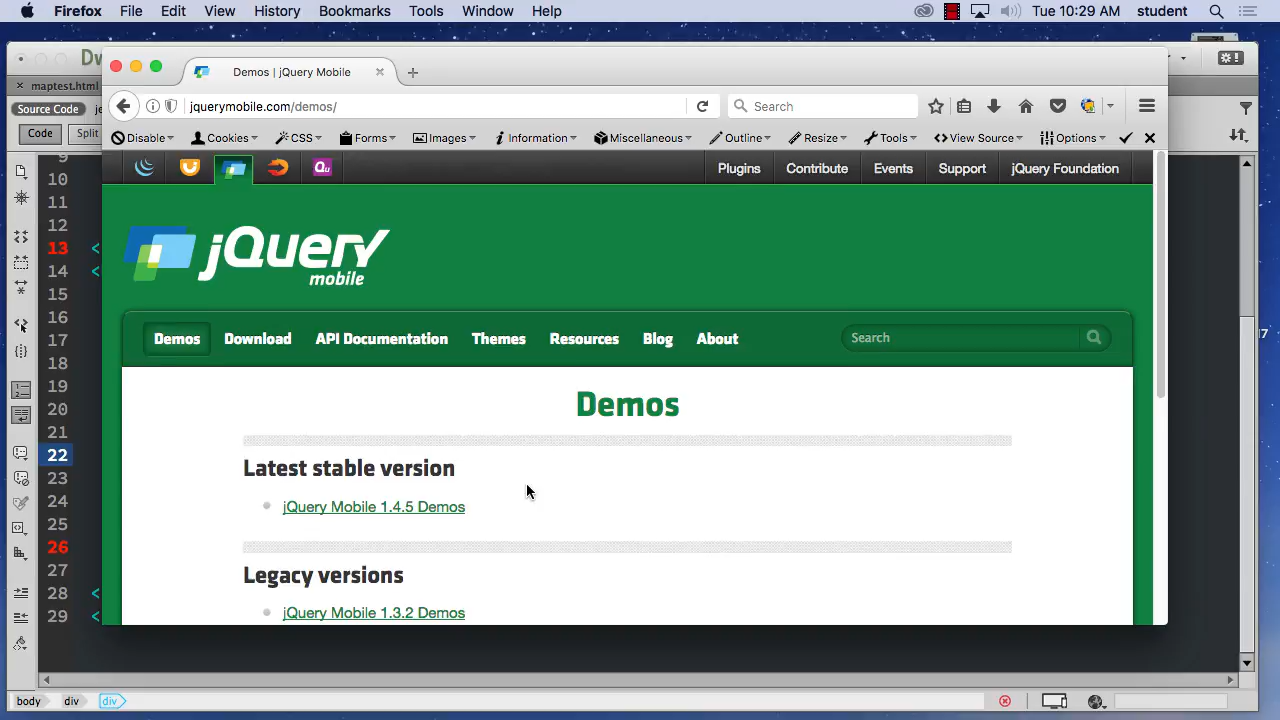 Firefox File Edit View History Bookmarks Tools Window Help Tue 10:29 AM student
Dw
Demos | jQuery Mobile
maptest.html
jquerymobile.com/demos/ Search
Source Code
Disable Cookies CSS Forms Images Information Miscellaneous Outline Resize Tools View Source Options
Code Split
Qu Plugins Contribute Events Support jQuery Foundation
jQuery
mobile
Demos Download API Documentation Themes Resources Blog About Search
Demos
Latest stable version
jQuery Mobile 1.4.5 Demos
Legacy versions
jQuery Mobile 1.3.2 Demos
9
10
11
12
13 <
14 <
15
16
17
18
19
20
21
22
23
24
25
26
27
28 <
29 <
body div div